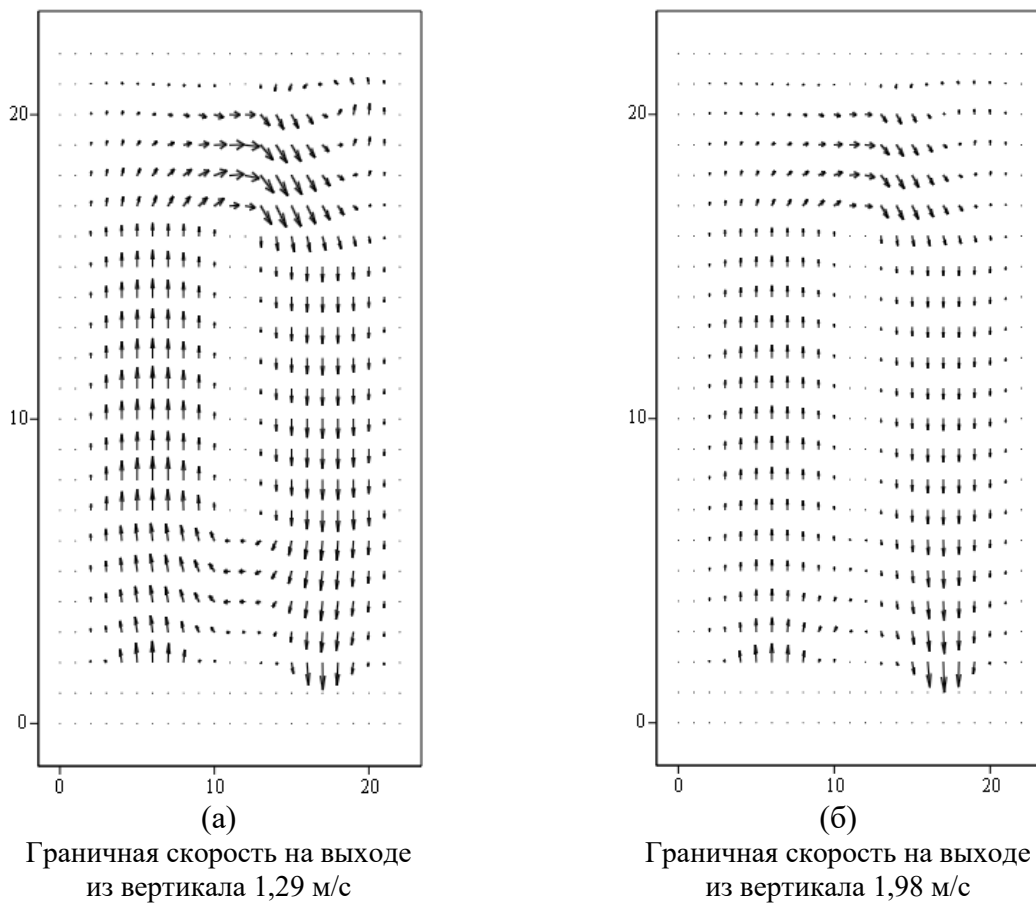 20
10
0
0 10 20
(а)
Граничная скорость на выходе
из вертикала 1,29 м/с
20
10
0
0 10 20
(б)
Граничная скорость на выходе
из вертикала 1,98 м/с